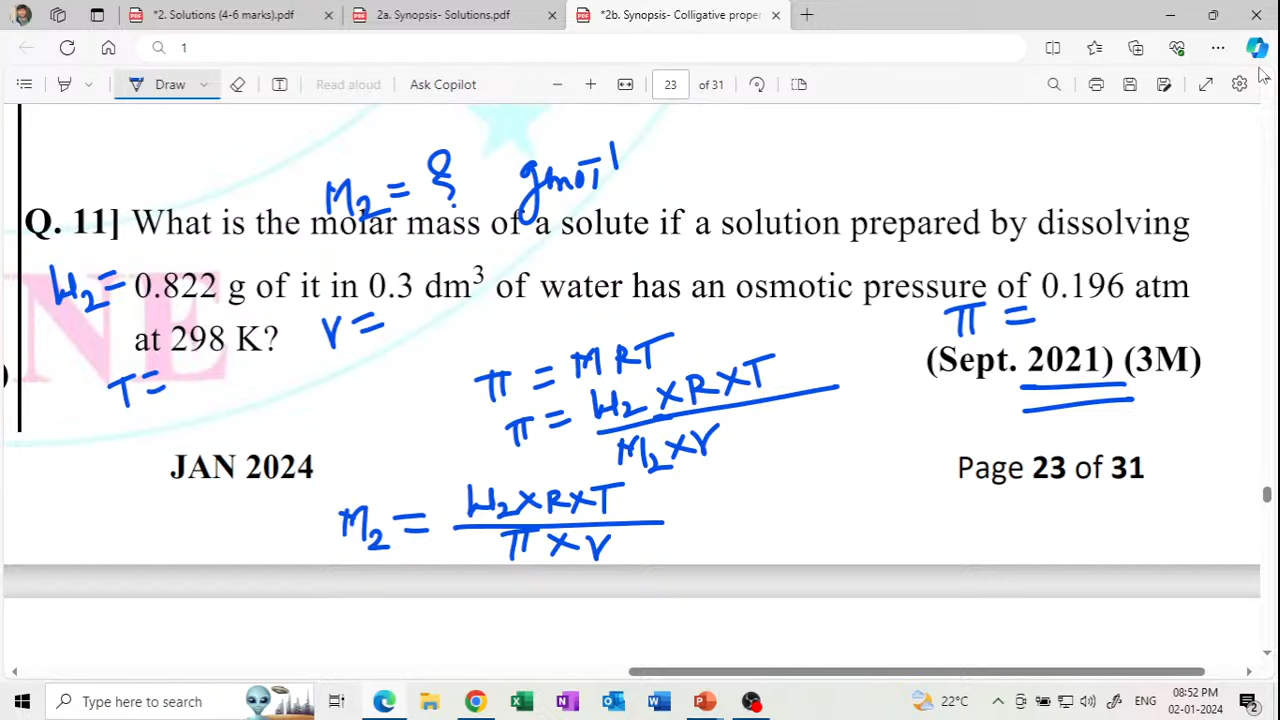 *2. Solutions (4-6 marks).pdf
2a. Synopsis- Solutions.pdf
*2b. Synopsis- Colligative proper
1
Draw
Read aloud
Ask Copilot
23 of 31
M₂ = ? gmol⁻¹
Q. 11] What is the molar mass of a solute if a solution prepared by dissolving
W₂ = 0.822 g of it in 0.3 dm³ of water has an osmotic pressure of 0.196 atm
V = π =
at 298 K?
T =
(Sept. 2021) (3M)
π = MRT
π = W₂ × R × T
M₂ × V
JAN 2024
Page 23 of 31
M₂ = W₂ × R × T
π × V
Type here to search
22°C
ENG
08:52 PM
02-01-2024
2